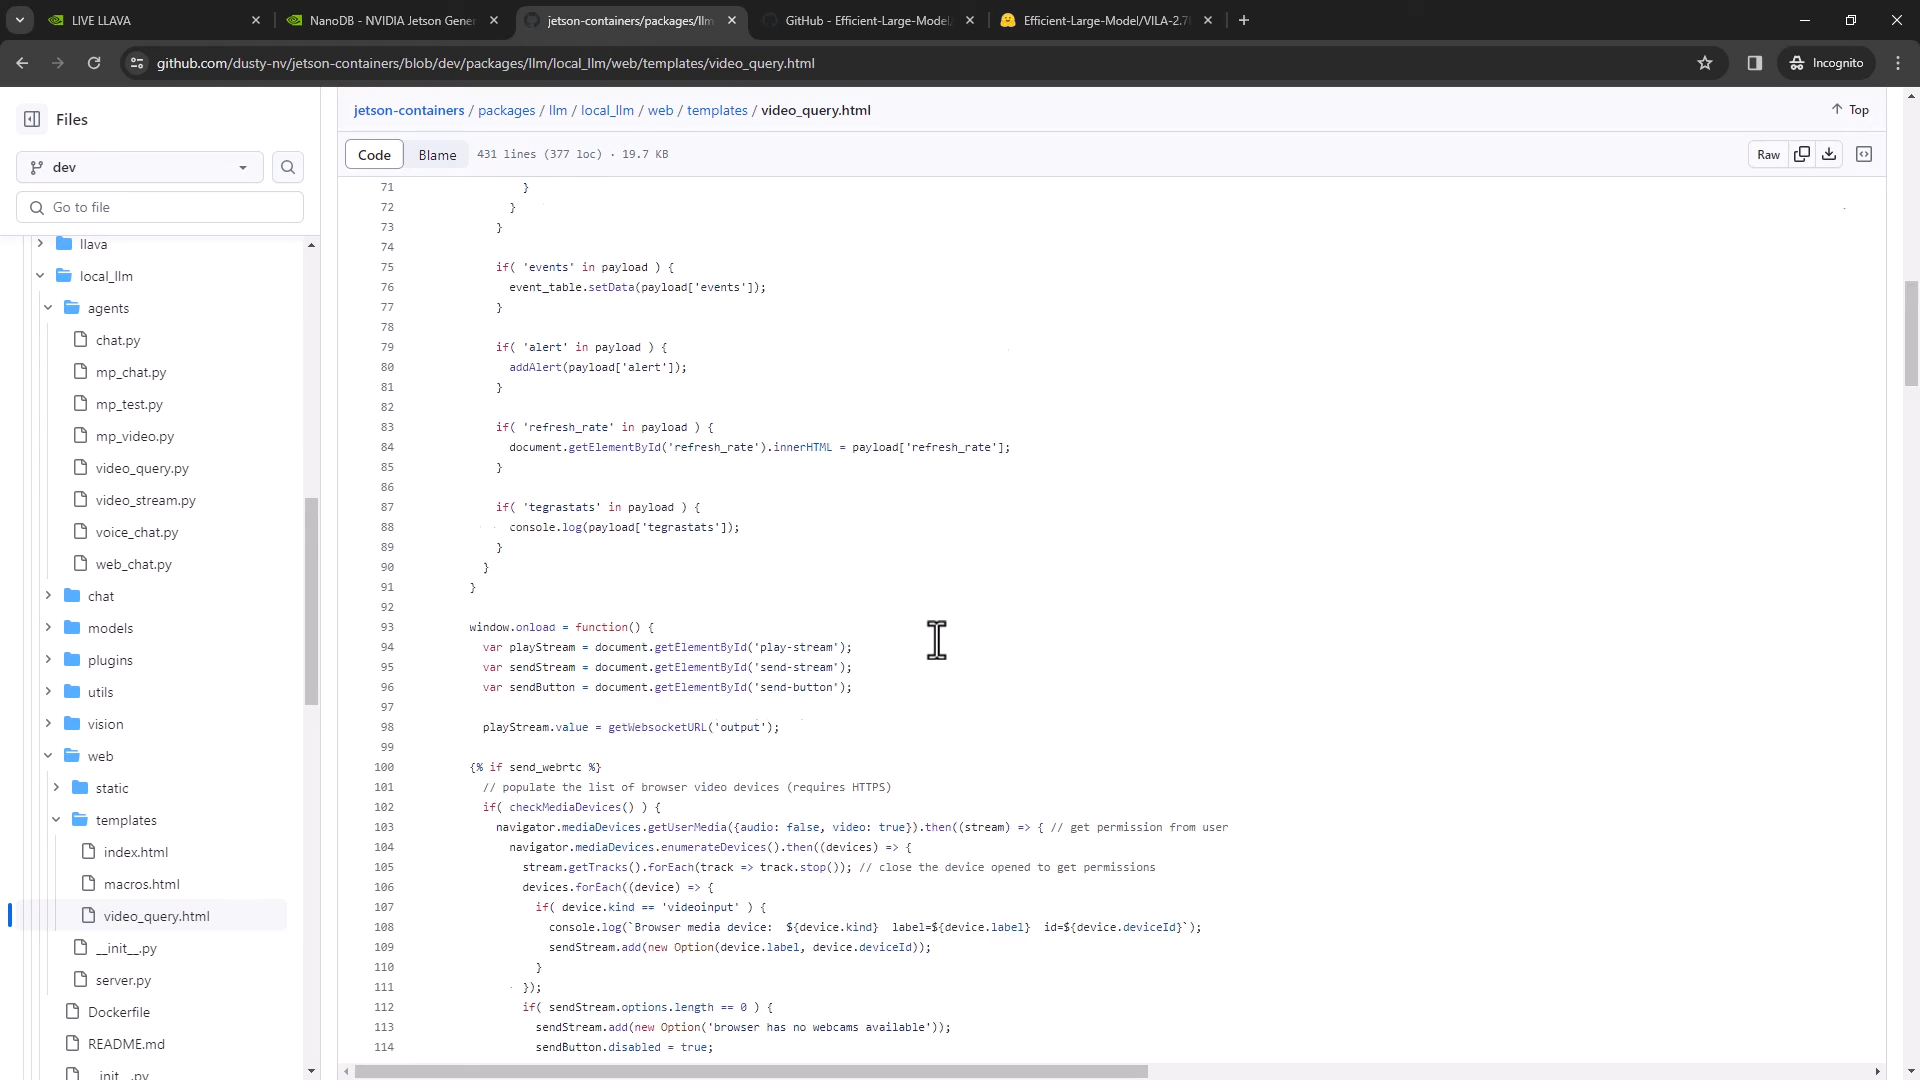 LIVE LLAVA
NanoDB - NVIDIA Jetson Gener
jetson-containers/packages/llm
GitHub - Efficient-Large-Model/
Efficient-Large-Model/VILA-2.7
github.com/dusty-nv/jetson-containers/blob/dev/packages/llm/local_llm/web/templates/video_query.html
Incognito
Files
jetson-containers / packages / llm / local_llm / web / templates / video_query.html
Top
dev
Code Blame 431 lines (377 loc) · 19.7 KB
Raw
Go to file
llava
local_llm
agents
chat.py
mp_chat.py
mp_test.py
mp_video.py
video_query.py
video_stream.py
voice_chat.py
web_chat.py
chat
models
plugins
utils
vision
web
static
templates
index.html
macros.html
video_query.html
__init__.py
server.py
Dockerfile
README.md
__init__.py
71 }
72 }
73 }
74
75 if( 'events' in payload ) {
76 event_table.setData(payload['events']);
77 }
78
79 if( 'alert' in payload ) {
80 addAlert(payload['alert']);
81 }
82
83 if( 'refresh_rate' in payload ) {
84 document.getElementById('refresh_rate').innerHTML = payload['refresh_rate'];
85 }
86
87 if( 'tegrastats' in payload ) {
88 console.log(payload['tegrastats']);
89 }
90 }
91 }
92
93 window.onload = function() {
94 var playStream = document.getElementById('play-stream');
95 var sendStream = document.getElementById('send-stream');
96 var sendButton = document.getElementById('send-button');
97
98 playStream.value = getWebsocketURL('output');
99
100 {% if send_webrtc %}
101 // populate the list of browser video devices (requires HTTPS)
102 if( checkMediaDevices() ) {
103 navigator.mediaDevices.getUserMedia({audio: false, video: true}).then((stream) => { // get permission from user
104 navigator.mediaDevices.enumerateDevices().then((devices) => {
105 stream.getTracks().forEach(track => track.stop()); // close the device opened to get permissions
106 devices.forEach((device) => {
107 if( device.kind == 'videoinput' ) {
108 console.log(`Browser media device: ${device.kind} label=${device.label} id=${device.deviceId}`);
109 sendStream.add(new Option(device.label, device.deviceId));
110 }
111 });
112 if( sendStream.options.length == 0 ) {
113 sendStream.add(new Option('browser has no webcams available'));
114 sendButton.disabled = true;